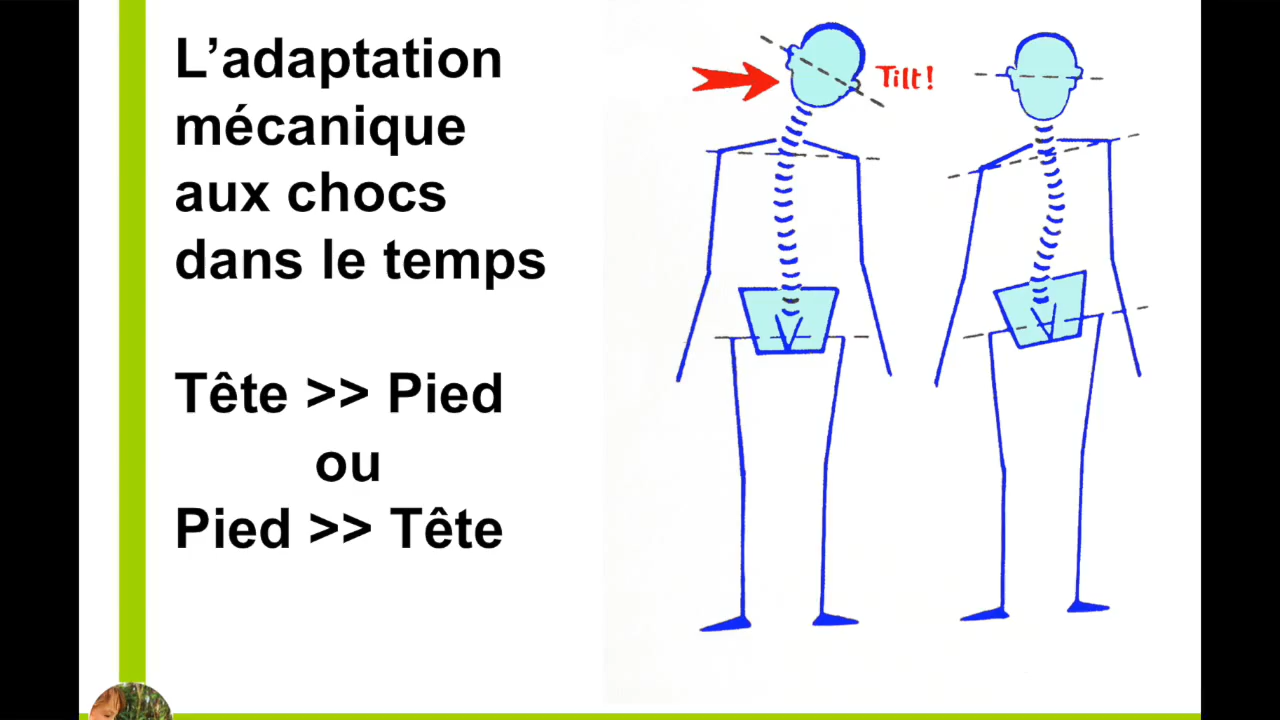 L’adaptation
mécanique
aux chocs
dans le temps
Tête >> Pied
ou
Pied >> Tête
Tilt!